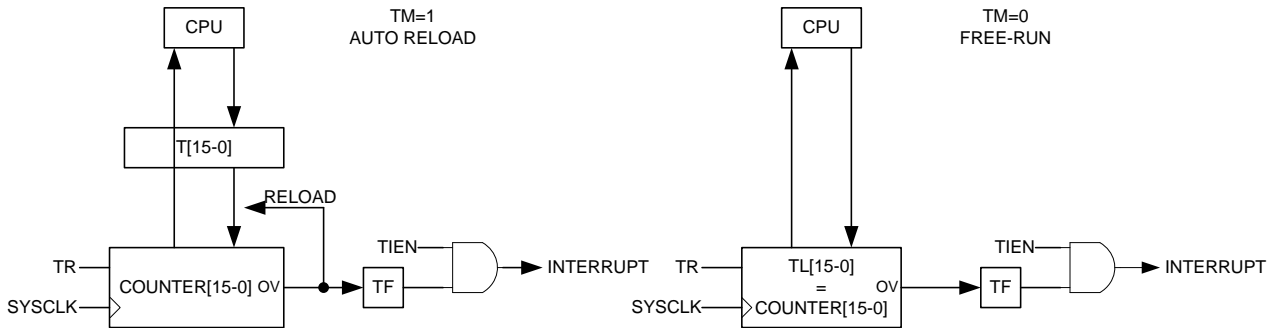 CPU
TM=1
AUTO RELOAD
T[15-0]
RELOAD
TR
COUNTER[15-0]
OV
SYSCLK
TF
TIEN
INTERRUPT
CPU
TM=0
FREE-RUN
TR
TL[15-0]
=
COUNTER[15-0]
OV
SYSCLK
TF
TIEN
INTERRUPT